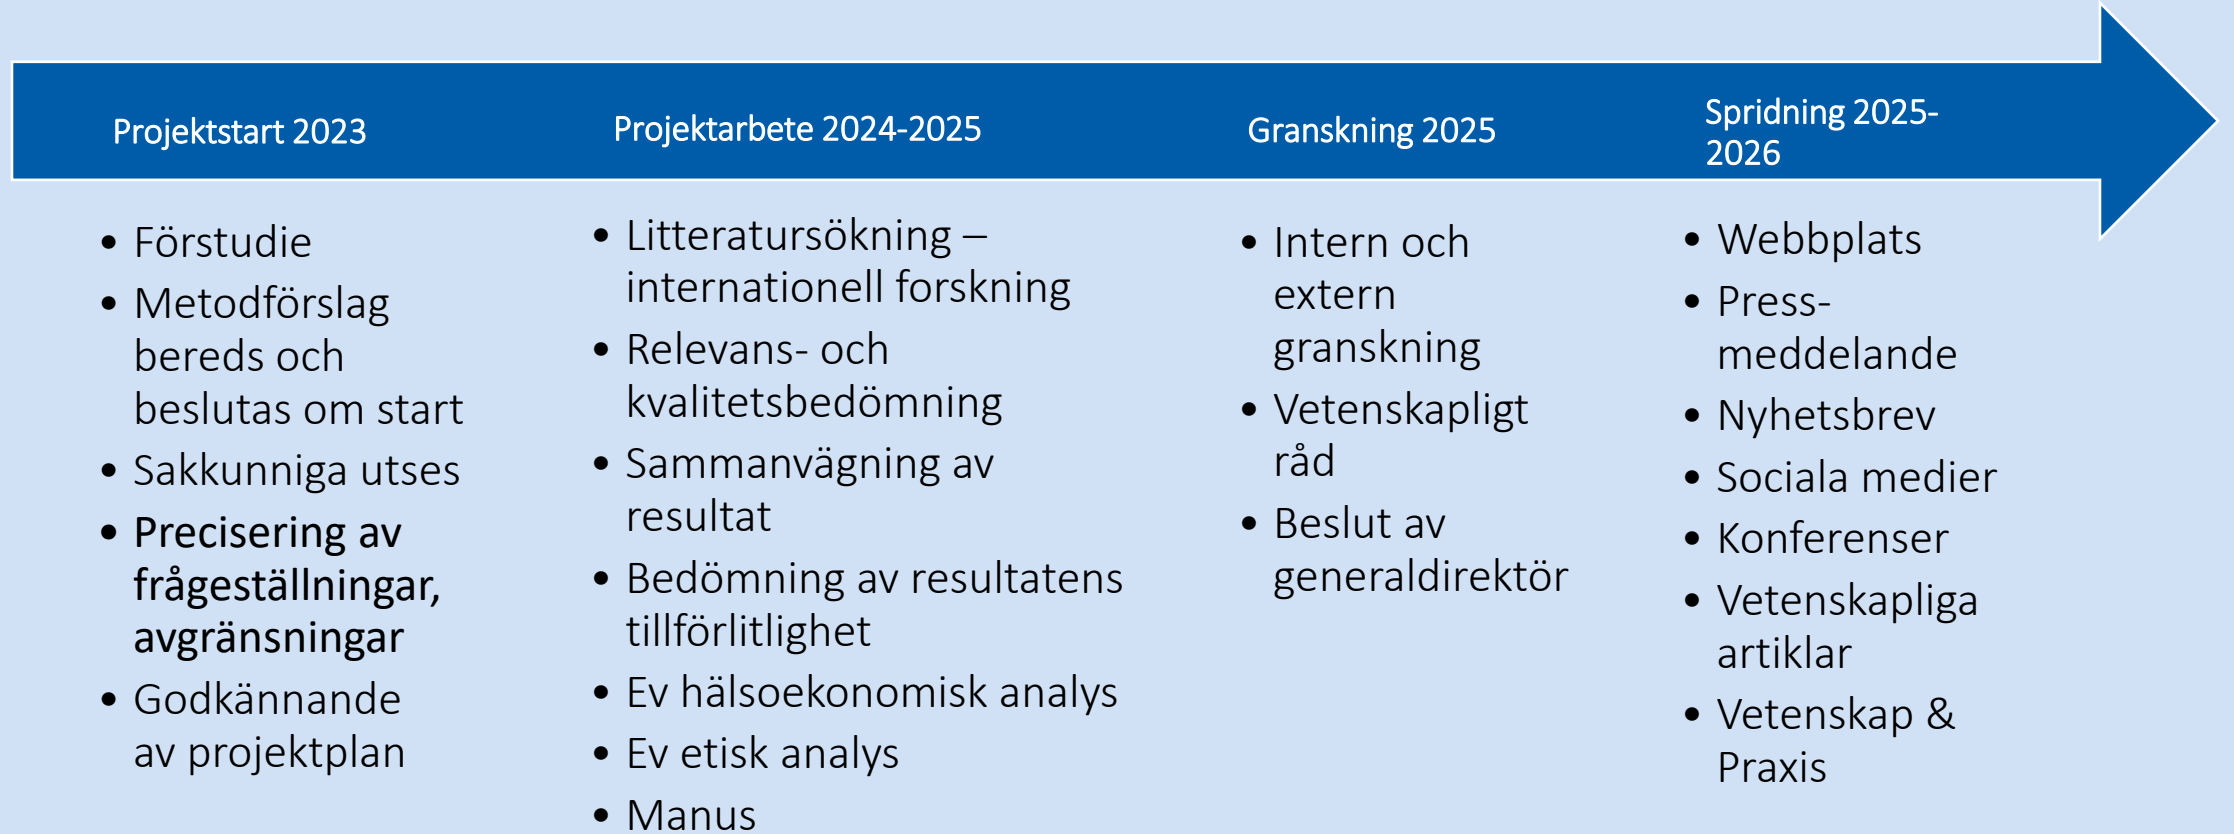 Projektstart 2023
Projektarbete 2024-2025
Granskning 2025
Spridning 2025-
2026
• Förstudie
• Metodförslag
bereds och
beslutas om start
• Sakkunniga utses
• Precisering av
frågeställningar,
avgränsningar
• Godkännande
av projektplan
• Litteratursökning –
internationell forskning
• Relevans- och
kvalitetsbedömning
• Sammanvägning av
resultat
• Bedömning av resultatens
tillförlitlighet
• Ev hälsoekonomisk analys
• Ev etisk analys
• Manus
• Intern och
extern
granskning
• Vetenskapligt
råd
• Beslut av
generaldirektör
• Webbplats
• Press-
meddelande
• Nyhetsbrev
• Sociala medier
• Konferenser
• Vetenskapliga
artiklar
• Vetenskap &
Praxis